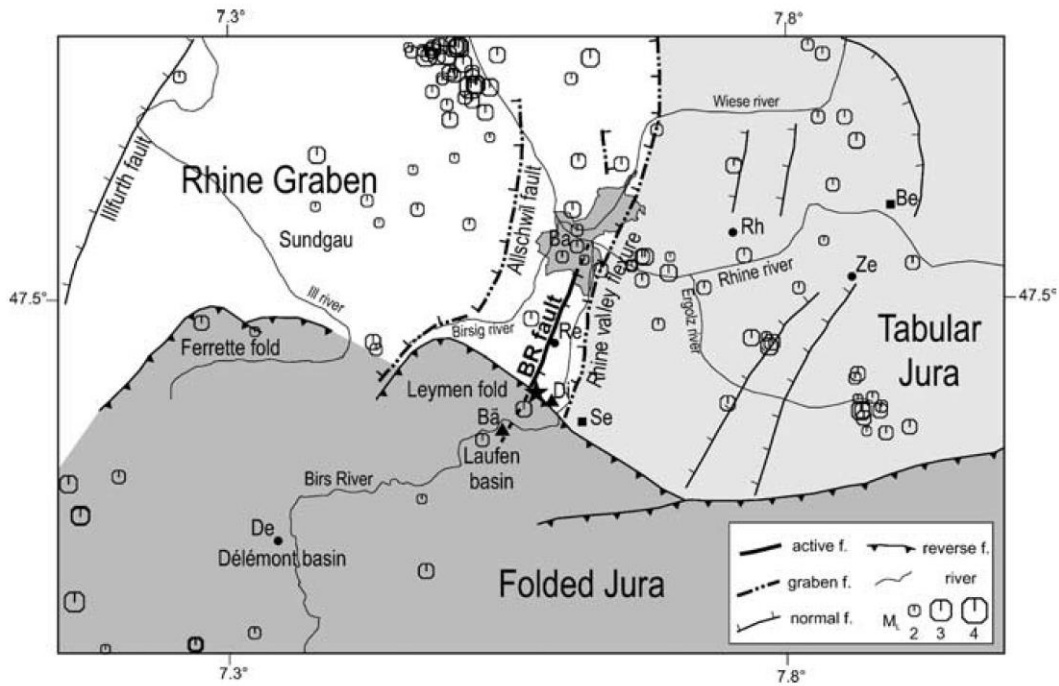 7.3°
7.8°
Wiese river
Illfurth fault
Rhine Graben
Allschwil fault
Be
Sundgau
Ba
Rh
Rhine river
Ze
47.5°
47.5°
Ill river
Birsig river
BR fault
Re
Rhine valley flexure
Ergolz river
Tabular
Jura
Ferrette fold
Leymen fold
Di
Bä
Se
Laufen
basin
Birs River
De
Délémont basin
Folded Jura
active f.
reverse f.
graben f.
river
normal f.
ML
2 3 4
7.3°
7.8°